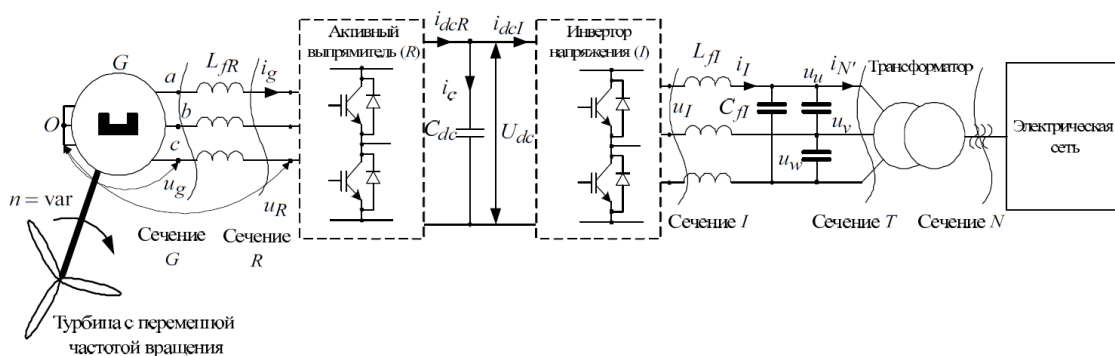 G
a
b
c
O
L_fR
i_g
u_g
u_R
n = var
Сечение
G
Сечение
R
Турбина с переменной
частотой вращения
Активный
выпрямитель (R)
i_dcR
i_dcI
i_c
C_dc
U_dc
Инвертор
напряжения (I)
L_fI
i_I
u_I
C_fI
u_u
u_v
u_w
i_N'
Трансформатор
Сечение I
Сечение T
Сечение N
Электрическая
сеть